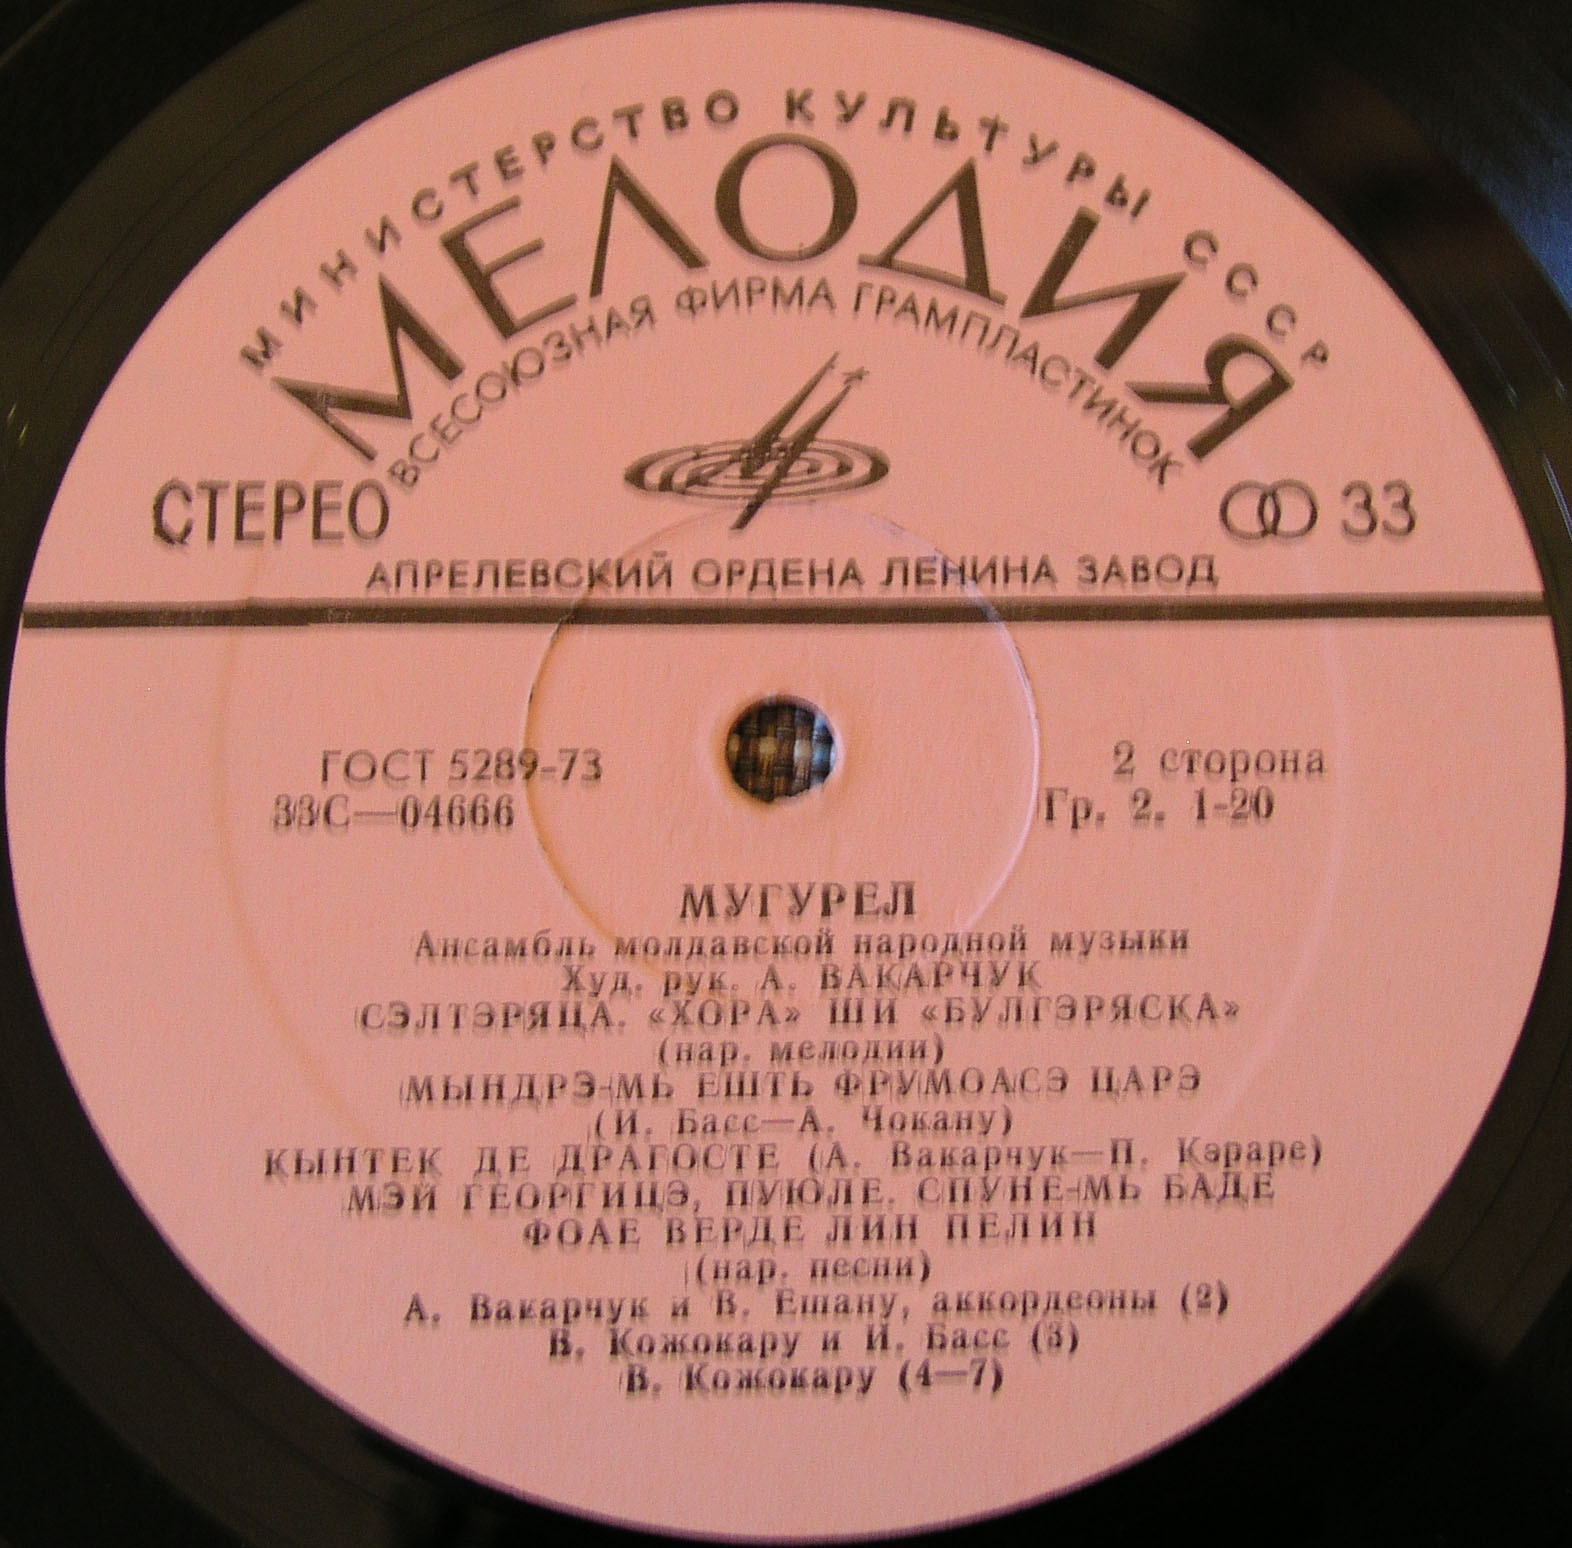 МИНИСТЕРСТВО КУЛЬТУРЫ СССР
МЕЛОДИЯ
ВСЕСОЮЗНАЯ ФИРМА ГРАМПЛАСТИНОК
СТЕРЕО
33
АПРЕЛЕВСКИЙ ОРДЕНА ЛЕНИНА ЗАВОД
ГОСТ 5289-73
2 сторона
33С—04666
Гр. 2. 1-20
МУГУРЕЛ
Ансамбль молдавской народной музыки
Худ. рук. А. ВАКАРЧУК
СЭЛТЭРЯЦА. «ХОРА» ШИ «БУЛГЭРЯСКА»
(нар. мелодии)
МЫНДРЭ-МЬ ЕШТЬ ФРУМОАСЭ ЦАРЭ
(И. Басс—А. Чокану)
КЫНТЕК ДЕ ДРАГОСТЕ (А. Вакарчук—П. Кэраре)
МЭЙ ГЕОРГИЦЭ, ПУЮЛЕ. СПУНЕ-МЬ БАДЕ
ФОАЕ ВЕРДЕ ЛИН ПЕЛИН
(нар. песни)
А. Вакарчук и В. Ешану, аккордеоны (2)
В. Кожокару и И. Басс (3)
В. Кожокару (4—7)